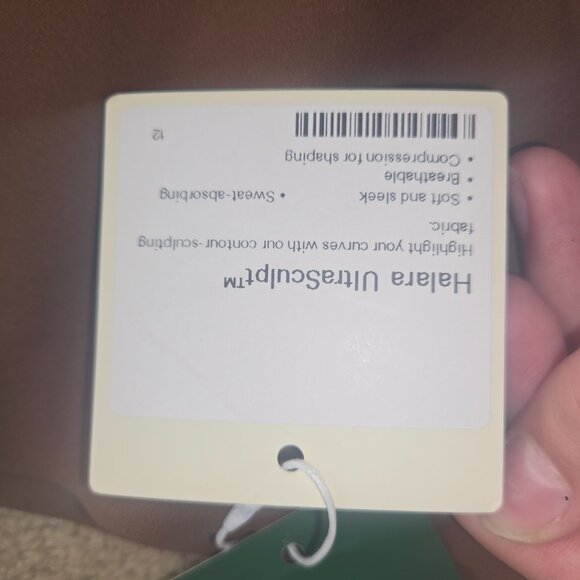 Halara UltraSculpt™
Highlight your curves with our contour-sculpting
fabric.
• Soft and sleek • Sweat-absorbing
• Breathable
• Compression for shaping
12